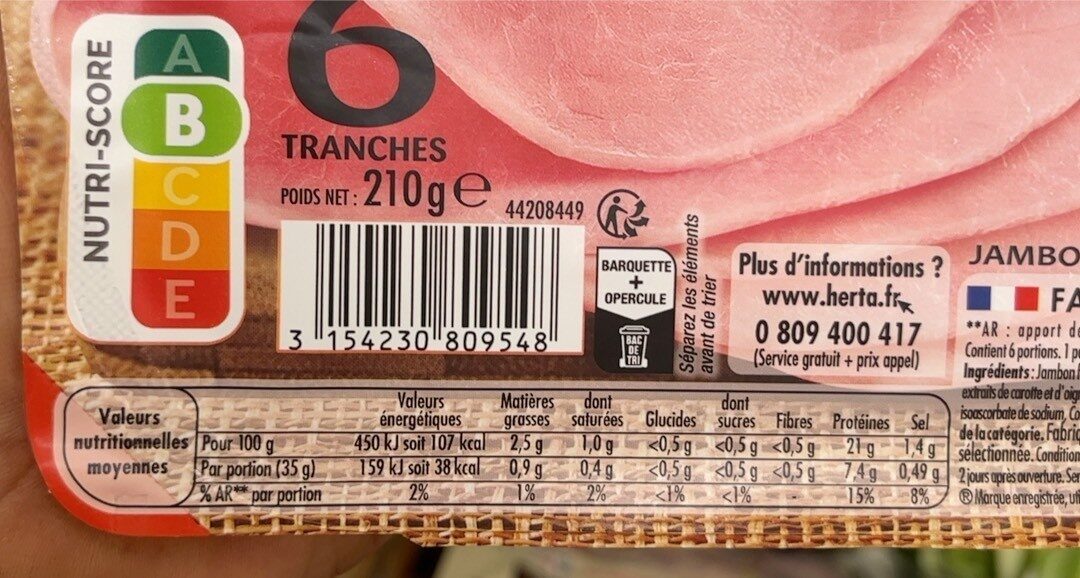 NUTRI-SCORE
A
B
C
D
E
6
TRANCHES
POIDS NET : 210g e
44208449
3 154230 809548
BARQUETTE
+
OPERCULE
BAC
DE
TRI
Séparez les éléments
avant de trier
Plus d'informations ?
www.herta.fr
0 809 400 417
(Service gratuit + prix appel)
JAMBO
FA
**AR : apport de
Contient 6 portions. 1 po
Ingrédients : Jambon
extraits de carotte et d'oig
isoascorbate de sodium, Co
de la catégorie. Fabriq
sélectionnée. Condition
2 jours après ouverture. Ser
® Marque enregistrée, uti
Valeurs nutritionnelles moyennes
Valeurs énergétiques Matières grasses dont saturées Glucides dont sucres Fibres Protéines Sel
Pour 100 g 450 kJ soit 107 kcal 2,5 g 1,0 g <0,5 g <0,5 g <0,5 g 21 g 1,4 g
Par portion (35 g) 159 kJ soit 38 kcal 0,9 g 0,4 g <0,5 g <0,5 g <0,5 g 7,4 g 0,49 g
% AR** par portion 2% 1% 2% <1% <1% - 15% 8%